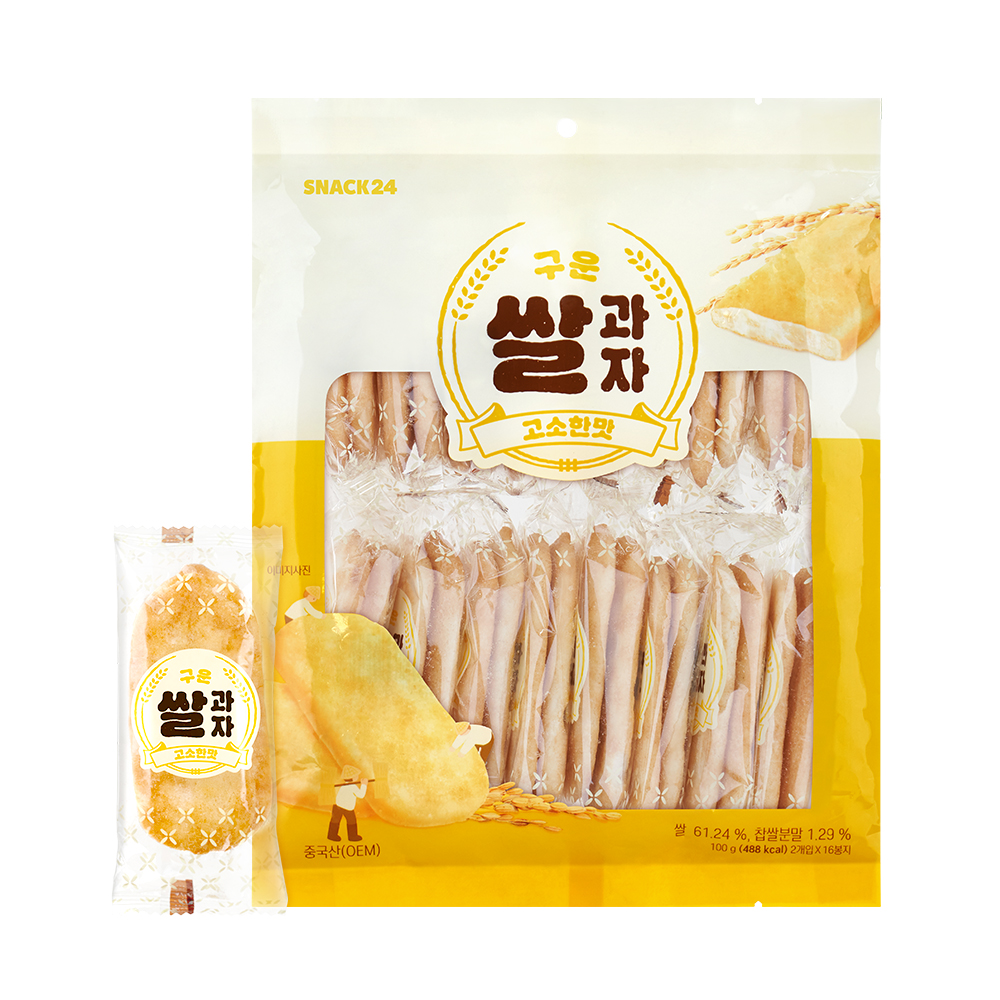 SNACK24
구운
쌀과자
고소한맛
이미지사진
구운
쌀과자
고소한맛
중국산(OEM)
쌀 61.24 %, 찹쌀분말 1.29 %
100 g (488 kcal) 2개입 X 16봉지